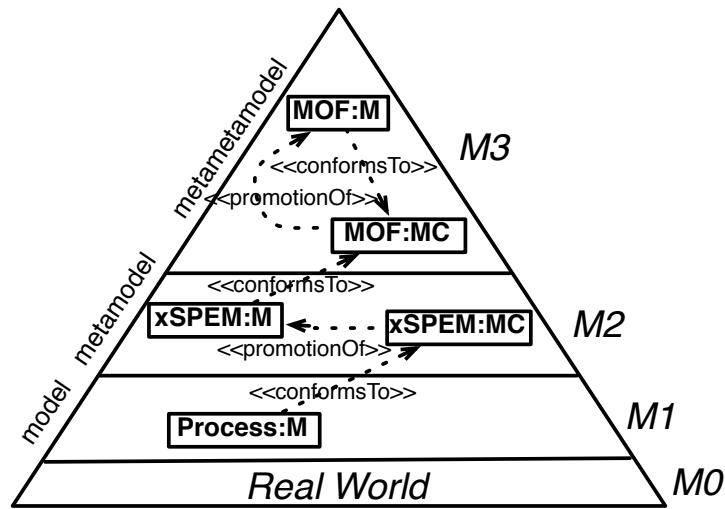 metametamodel
MOF:M
M3
<<conformsTo>>
<<promotionOf>>
MOF:MC
metamodel
<<conformsTo>>
xSPEM:M
xSPEM:MC
M2
<<promotionOf>>
model
<<conformsTo>>
Process:M
M1
Real World
M0